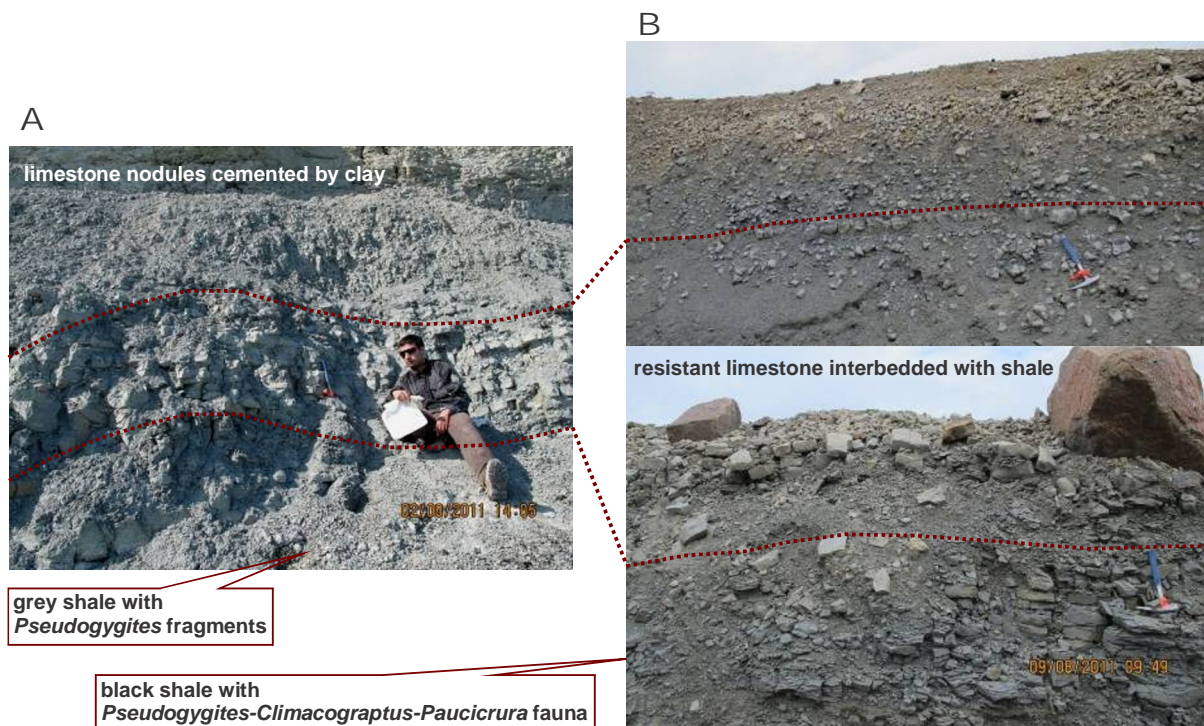 A
B
limestone nodules cemented by clay
02/09/2011 14:05
grey shale with
Pseudogygites fragments
resistant limestone interbedded with shale
09/08/2011 09:49
black shale with
Pseudogygites-Climacograptus-Paucicrura fauna